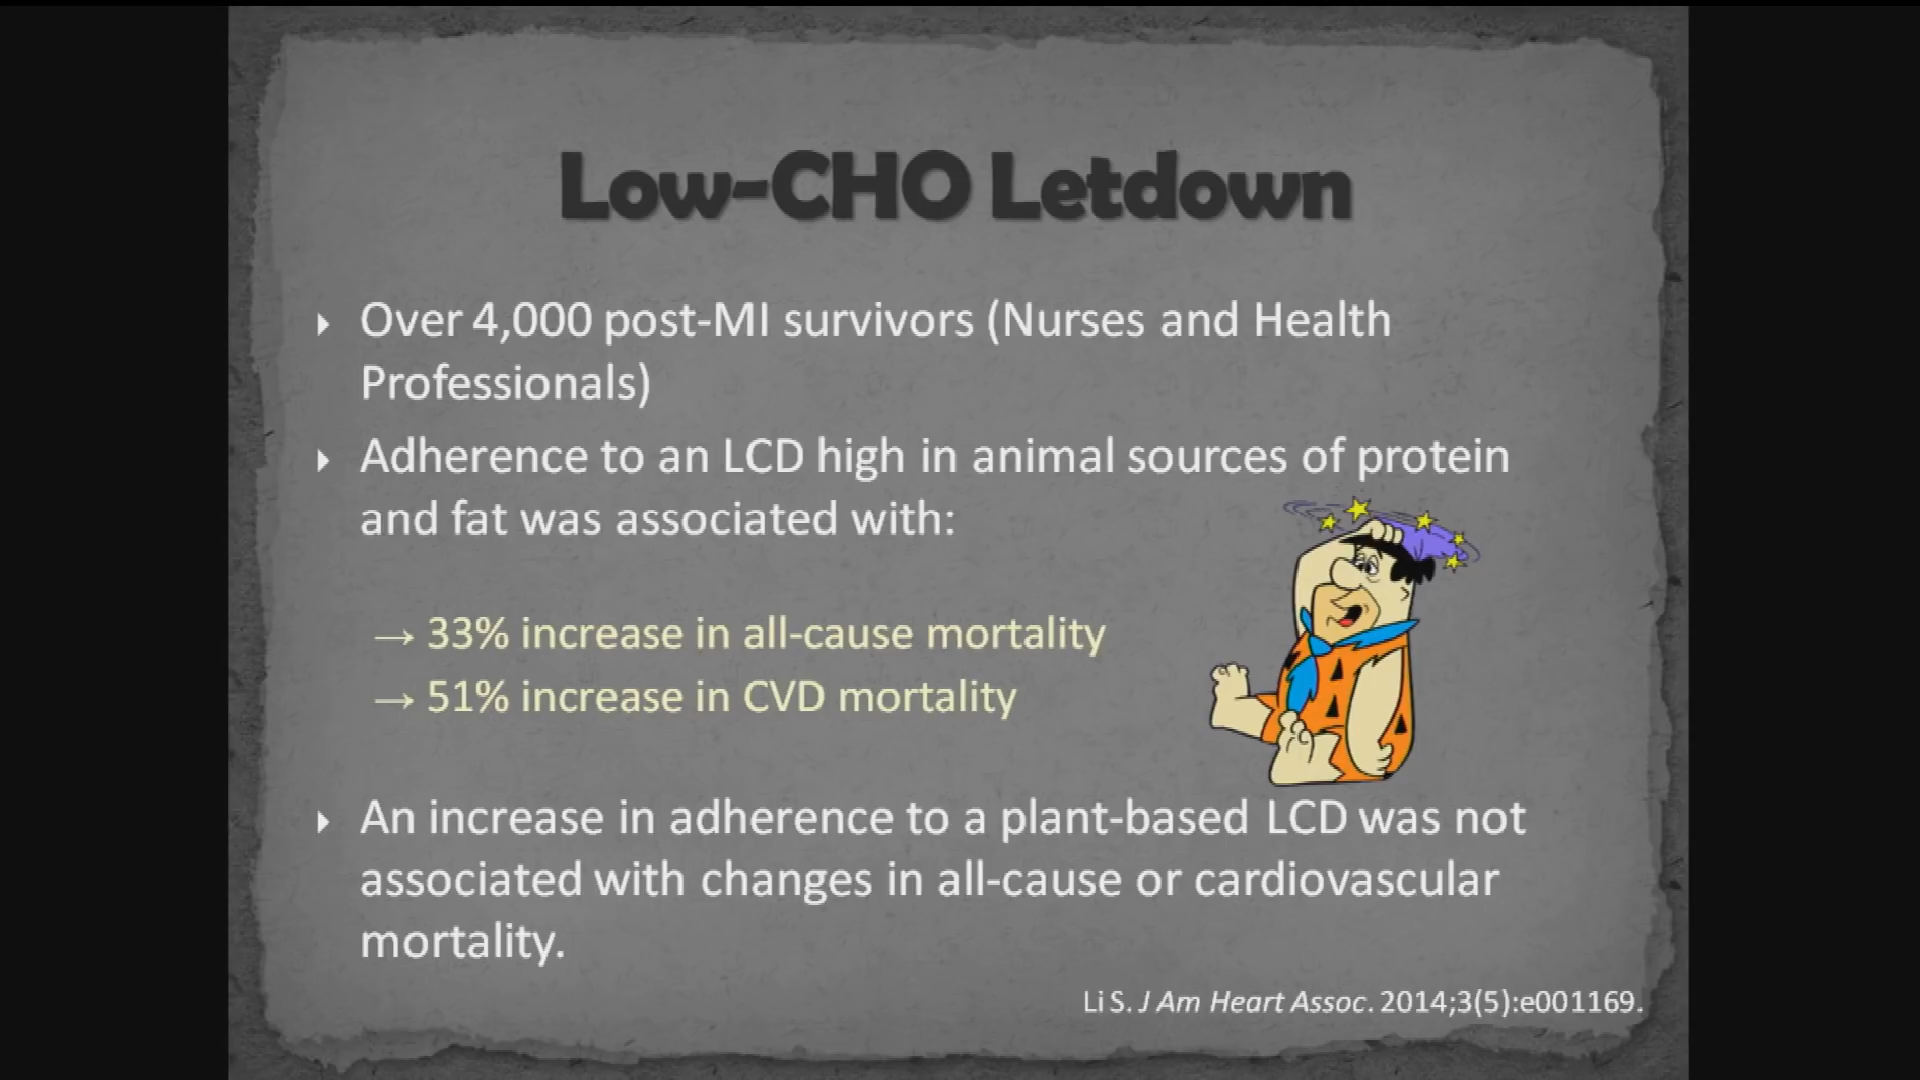 Low-CHO Letdown
Over 4,000 post-MI survivors (Nurses and Health
Professionals)
Adherence to an LCD high in animal sources of protein
and fat was associated with:
→ 33% increase in all-cause mortality
→ 51% increase in CVD mortality
An increase in adherence to a plant-based LCD was not
associated with changes in all-cause or cardiovascular
mortality.
Li S. J Am Heart Assoc. 2014;3(5):e001169.